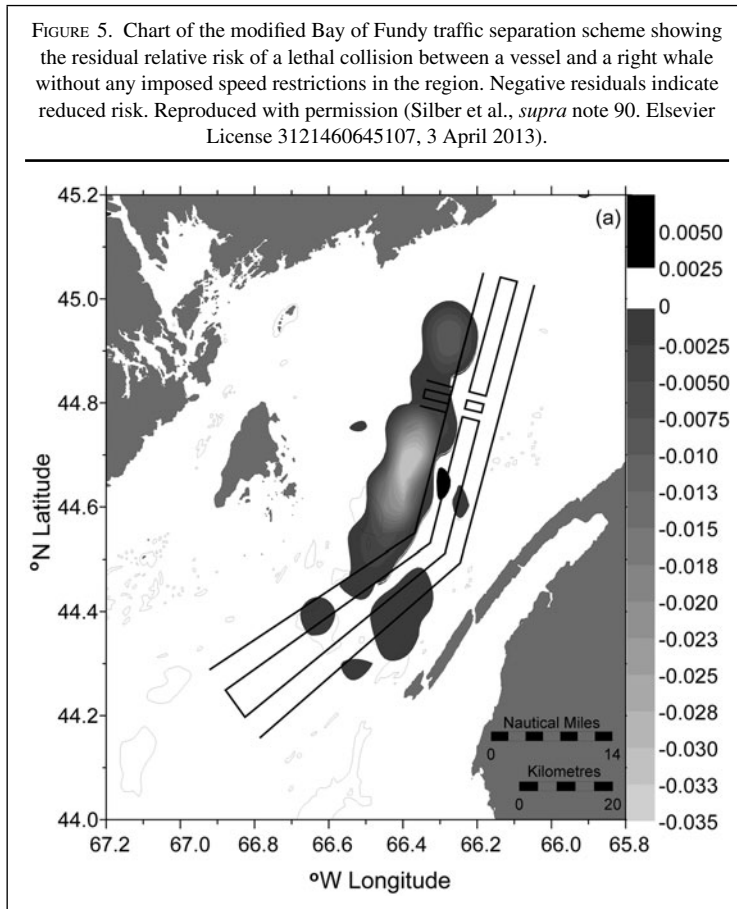 FIGURE 5. Chart of the modified Bay of Fundy traffic separation scheme showing
the residual relative risk of a lethal collision between a vessel and a right whale
without any imposed speed restrictions in the region. Negative residuals indicate
reduced risk. Reproduced with permission (Silber et al., supra note 90. Elsevier
License 3121460645107, 3 April 2013).
(a)
45.2
45.0
44.8
44.6
44.4
44.2
44.0
ºN Latitude
67.2 67.0 66.8 66.6 66.4 66.2 66.0 65.8
ºW Longitude
Nautical Miles
0 14
Kilometres
0 20
0.0050
0.0025
0
-0.0025
-0.0050
-0.0075
-0.010
-0.013
-0.015
-0.018
-0.020
-0.023
-0.025
-0.028
-0.030
-0.033
-0.035